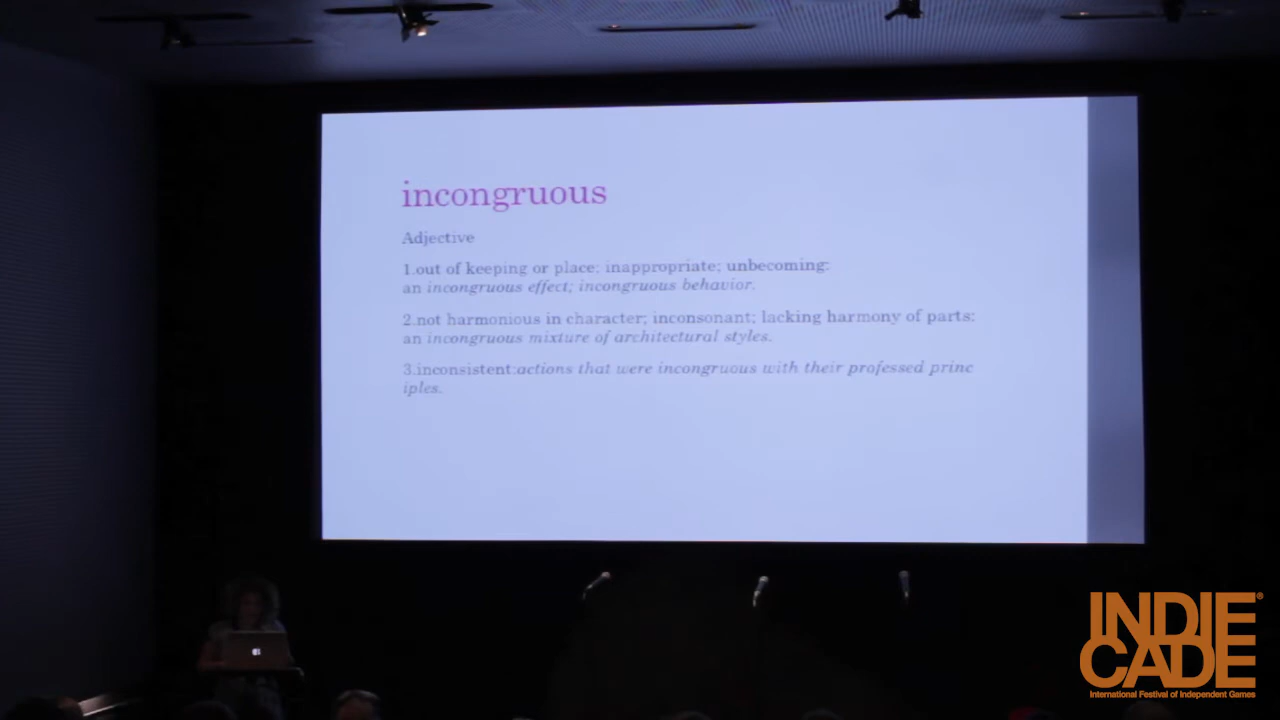 incongruous
Adjective
1.out of keeping or place; inappropriate; unbecoming:
an incongruous effect; incongruous behavior.
2.not harmonious in character; inconsonant; lacking harmony of parts:
an incongruous mixture of architectural styles.
3.inconsistent:actions that were incongruous with their professed princ
iples.
INDIE
CADE®
International Festival of Independent Games